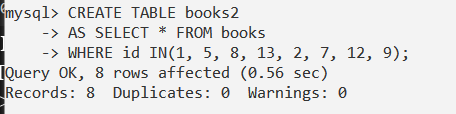 mysql> CREATE TABLE books2
    -> AS SELECT * FROM books
    -> WHERE id IN(1, 5, 8, 13, 2, 7, 12, 9);
Query OK, 8 rows affected (0.56 sec)
Records: 8  Duplicates: 0  Warnings: 0